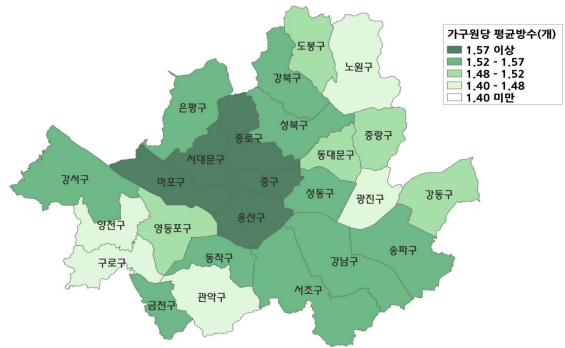 가구원당 평균방수(개)
1.57 이상
1.52 - 1.57
1.48 - 1.52
1.40 - 1.48
1.40 미만
도봉구
노원구
강북구
은평구
성북구
중랑구
종로구
동대문구
서대문구
강서구
마포구
중구
성동구
광진구
강동구
양천구
용산구
영등포구
송파구
동작구
강남구
구로구
서초구
금천구
관악구